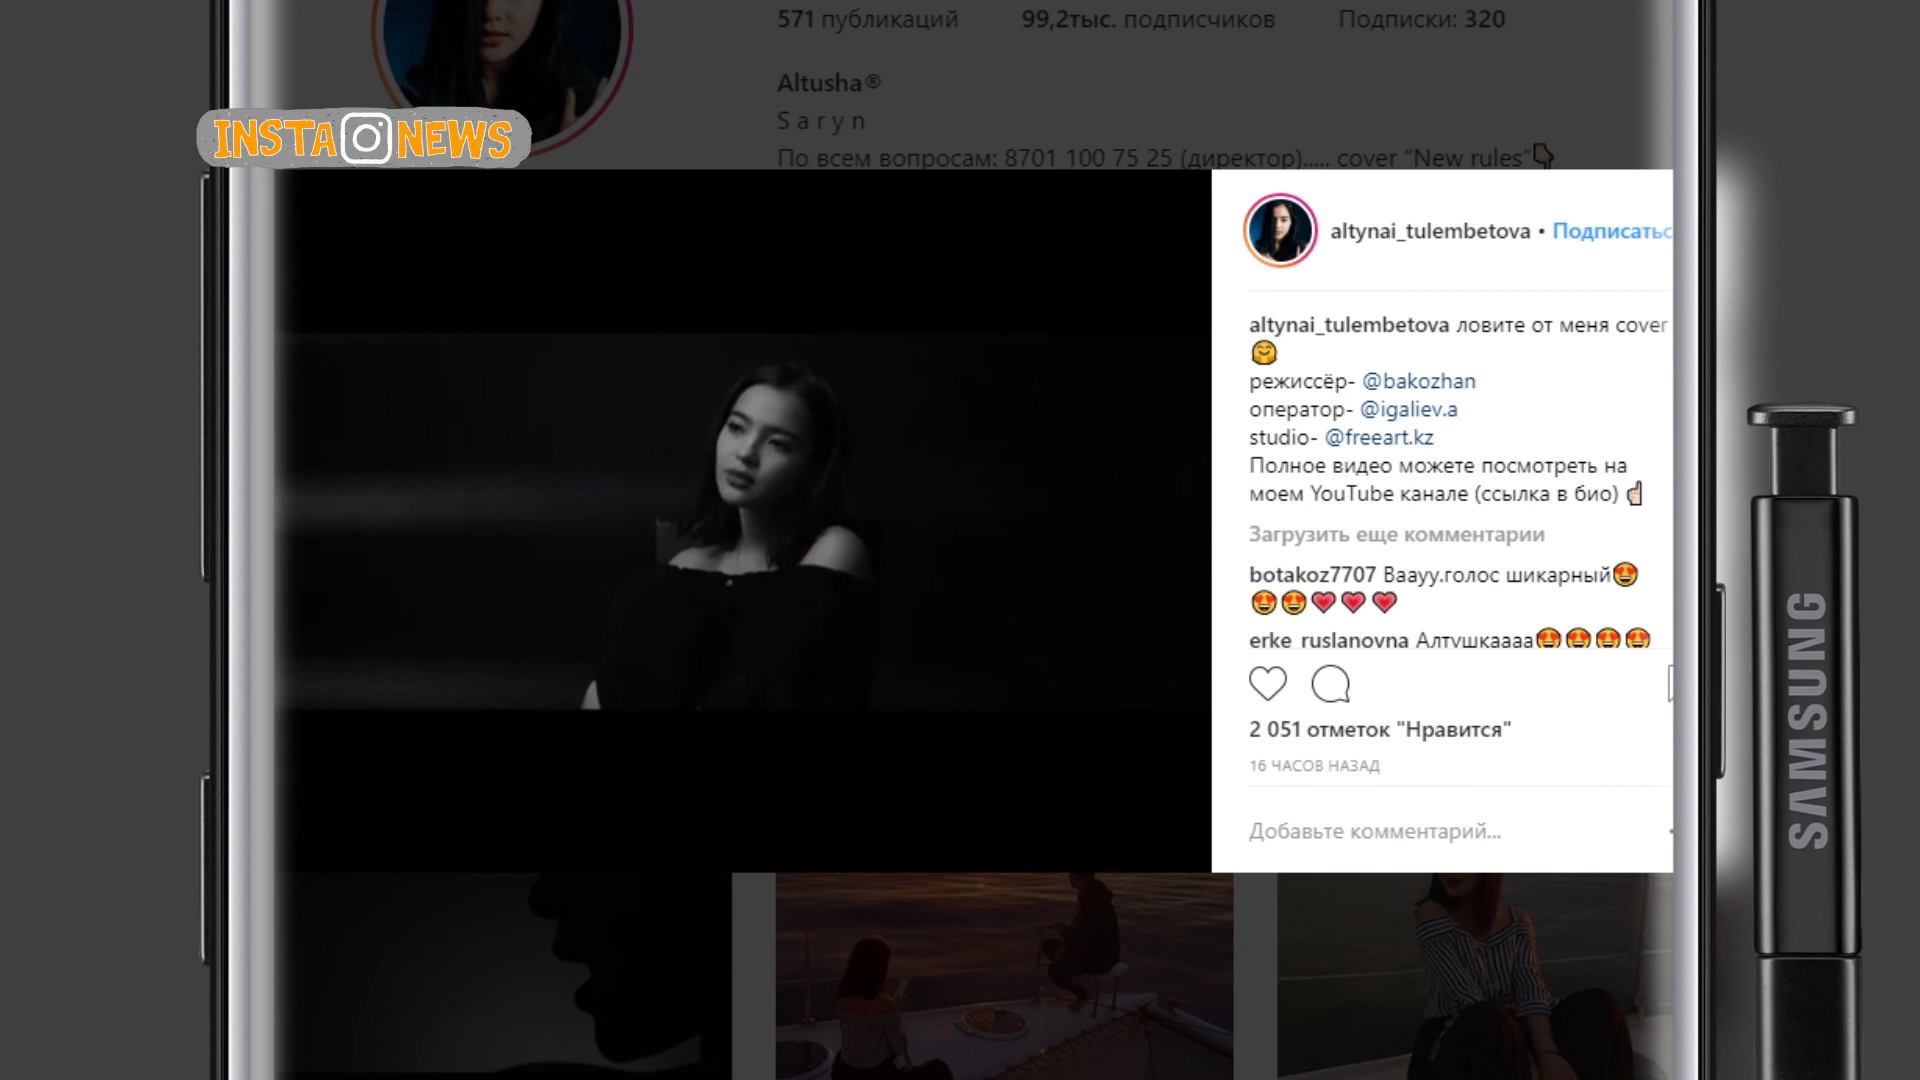 571 публикаций 99,2тыс. подписчиков Подписки: 320
Altusha®
S a r y n
INSTA NEWS
По всем вопросам: 8701 100 75 25 (директор)..... cover “New rules”
altynai_tulembetova • Подписатьс
altynai_tulembetova ловите от меня cover
режиссёр- @bakozhan
оператор- @igaliev.a
studio- @freeart.kz
Полное видео можете посмотреть на
моем YouTube канале (ссылка в био)
Загрузить еще комментарии
botakoz7707 Ваауу.голос шикарный
erke_ruslanovna Алтушкаааа
2 051 отметок "Нравится"
16 ЧАСОВ НАЗАД
Добавьте комментарий...
SAMSUNG